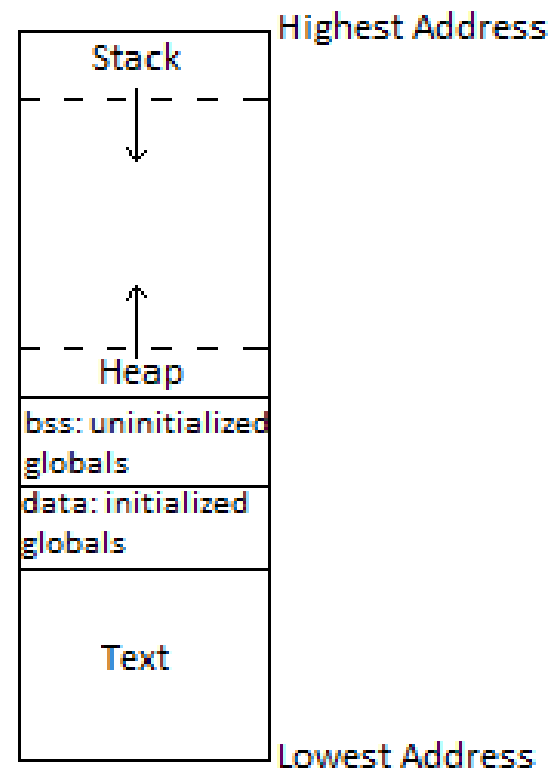 Highest Address
Stack
Heap
bss: uninitialized
globals
data: initialized
globals
Text
Lowest Address